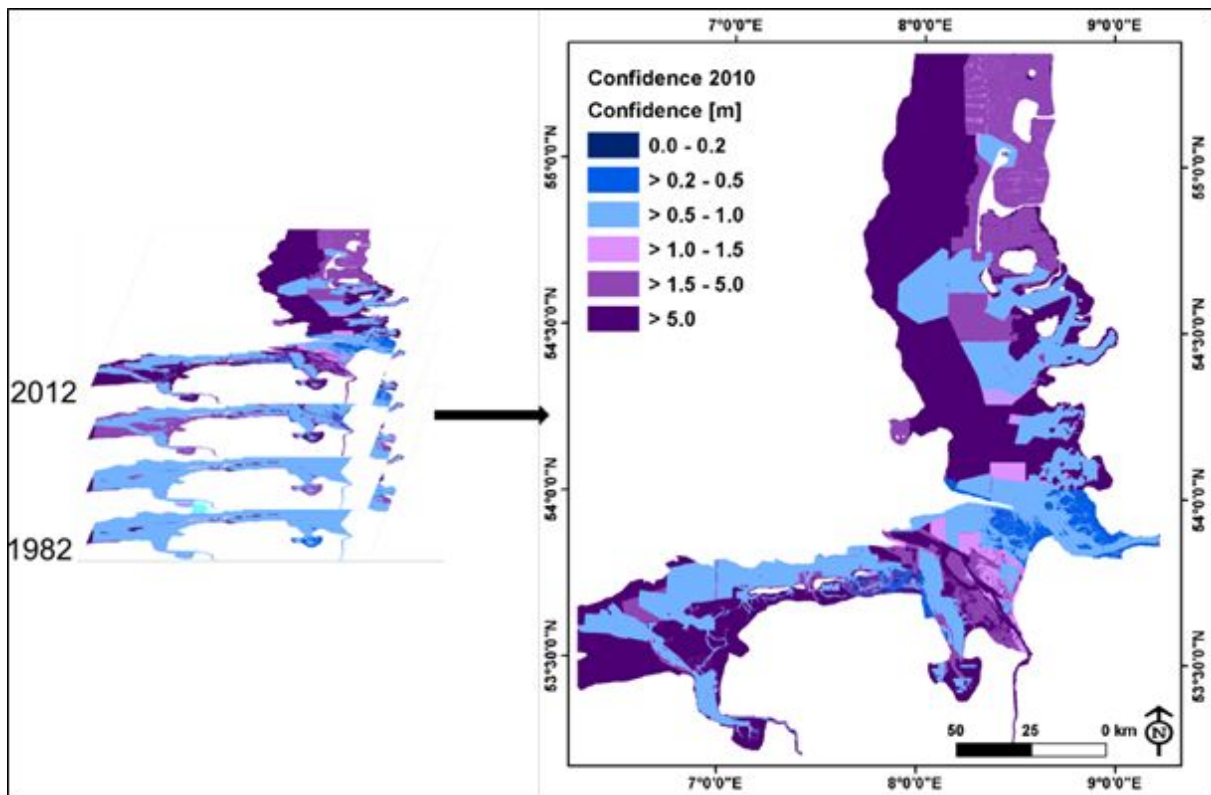 2012
1982
7°0'0"E 8°0'0"E 9°0'0"E
Confidence 2010
Confidence [m]
0.0 - 0.2
> 0.2 - 0.5
> 0.5 - 1.0
> 1.0 - 1.5
> 1.5 - 5.0
> 5.0
55°0'0"N
54°30'0"N
54°0'0"N
53°30'0"N
55°0'0"N
54°30'0"N
54°0'0"N
53°30'0"N
50 25 0 km
N
7°0'0"E 8°0'0"E 9°0'0"E